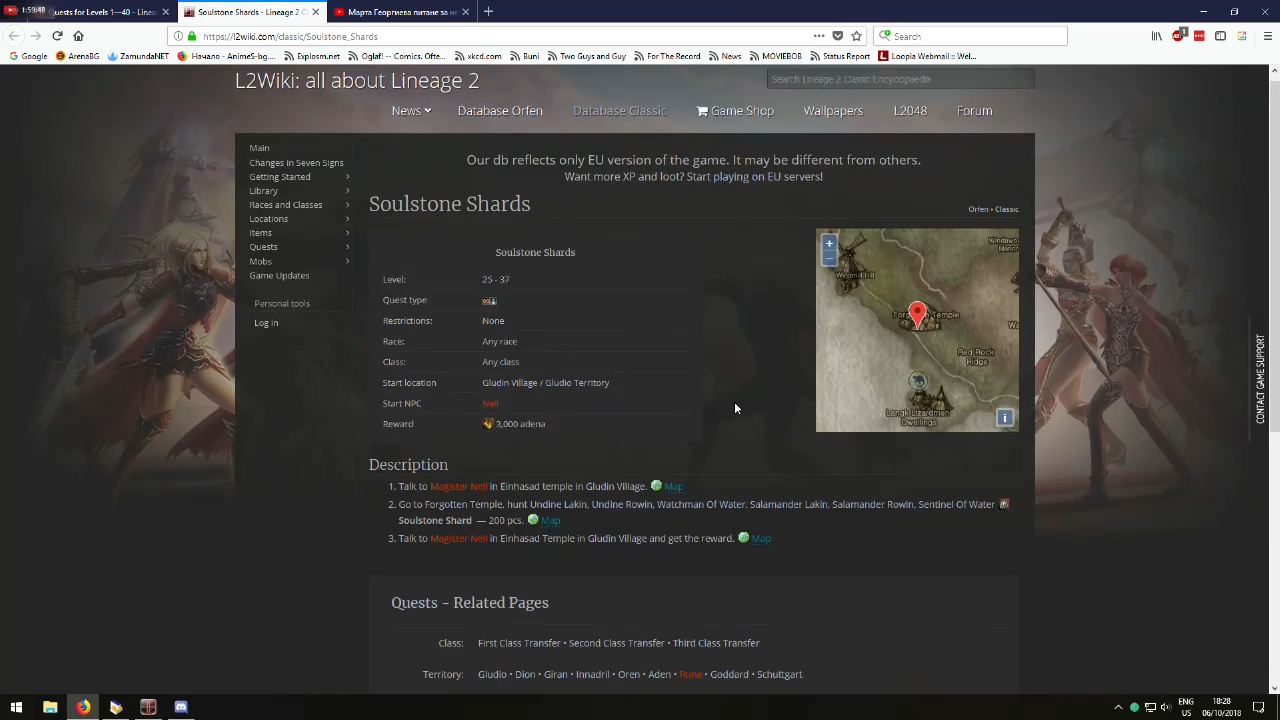 1:59:48
Quests for Levels 1—40 - Linea
Soulstone Shards - Lineage 2 C
Марта Георгиева питане за не
https://l2wiki.com/classic/Soulstone_Shards
Search
Google
ArenaBG
ZamundaNET
Начало - AnimeS-bg....
Explosm.net
Oglaf! -- Comics. Ofte...
xkcd.com
Buni
Two Guys and Guy
For The Record
News
MOVIEBOB
Status Report
Loopia Webmail :: Wel...
L2Wiki: all about Lineage 2
Search Lineage 2 Classic Encyclopaedia
News
Database Orfen
Database Classic
Game Shop
Wallpapers
L2048
Forum
Main
Changes in Seven Signs
Getting Started
Library
Races and Classes
Locations
Items
Quests
Mobs
Game Updates
Personal tools
Log in
Our db reflects only EU version of the game. It may be different from others.
Want more XP and loot? Start playing on EU servers!
Soulstone Shards
Orfen • Classic
Soulstone Shards
Level: 25 - 37
Quest type
Restrictions: None
Race: Any race
Class: Any class
Start location Gludin Village / Gludio Territory
Start NPC Nell
Reward 3,000 adena
Windmill Hill
Windawood
Manor
Forgotten Temple
Red Rock
Ridge
Langk Lizardmen
Dwellings
CONTACT GAME SUPPORT
Description
1. Talk to Magister Nell in Einhasad temple in Gludin Village. Map
2. Go to Forgotten Temple, hunt Undine Lakin, Undine Rowin, Watchman Of Water. Salamander Lakin, Salamander Rowin, Sentinel Of Water
Soulstone Shard — 200 pcs. Map
3. Talk to Magister Nell in Einhasad Temple in Gludin Village and get the reward. Map
Quests - Related Pages
Class: First Class Transfer • Second Class Transfer • Third Class Transfer
Territory: Gludio • Dion • Giran • Innadril • Oren • Aden • Rune • Goddard • Schuttgart
ENG
US
18:28
06/10/2018